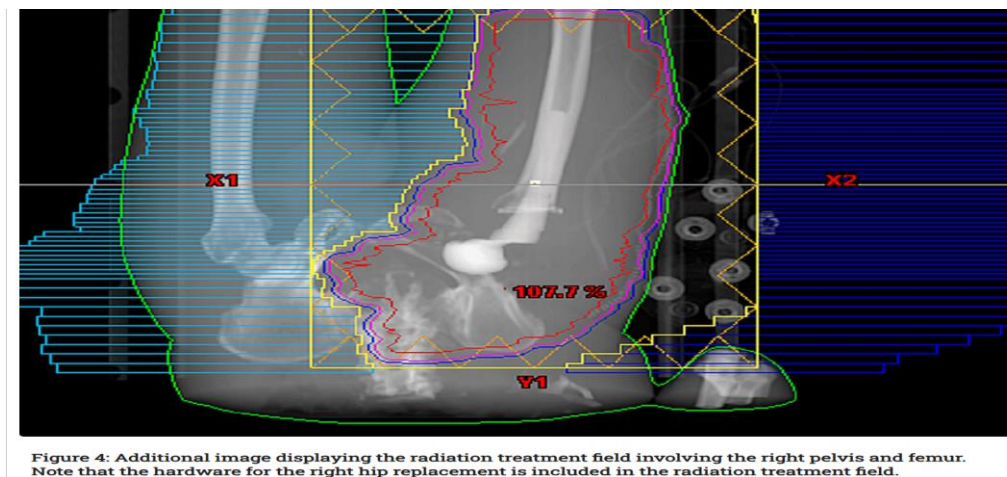 X1
X2
107.7 %
Y1
Figure 4: Additional image displaying the radiation treatment field involving the right pelvis and femur.
Note that the hardware for the right hip replacement is included in the radiation treatment field.